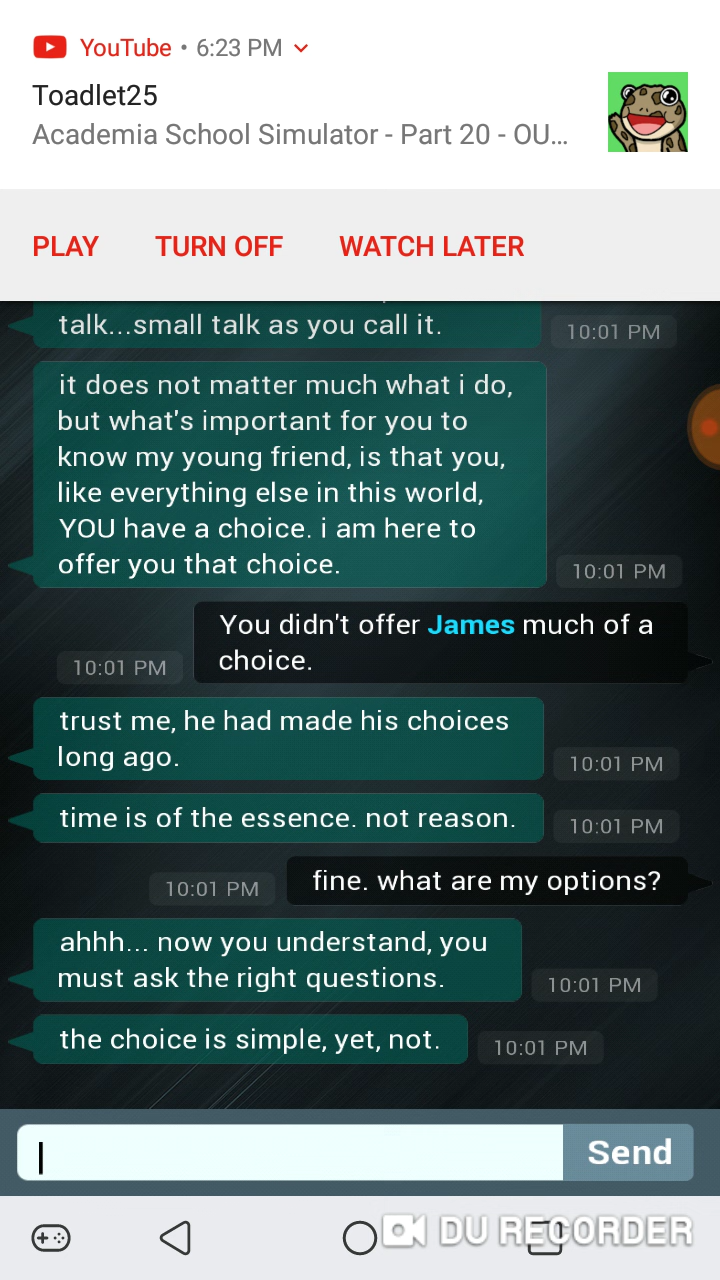 YouTube • 6:23 PM
Toadlet25
Academia School Simulator - Part 20 - OU...
PLAY TURN OFF WATCH LATER
talk...small talk as you call it.
10:01 PM
it does not matter much what i do,
but what's important for you to
know my young friend, is that you,
like everything else in this world,
YOU have a choice. i am here to
offer you that choice.
10:01 PM
You didn't offer James much of a
choice.
10:01 PM
trust me, he had made his choices
long ago.
10:01 PM
time is of the essence. not reason.
10:01 PM
fine. what are my options?
10:01 PM
ahhh... now you understand, you
must ask the right questions.
10:01 PM
the choice is simple, yet, not.
10:01 PM
Send
DU RECORDER